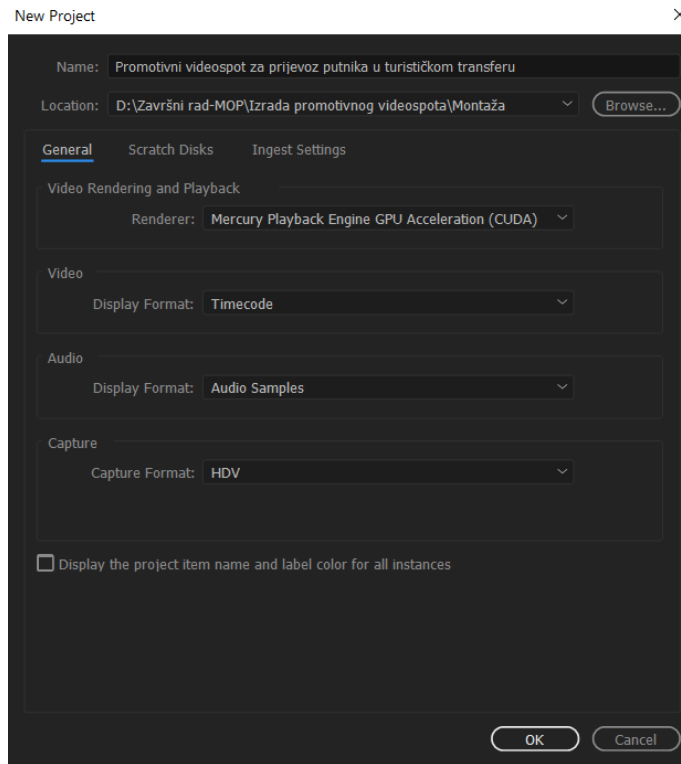 New Project
Name: Promotivni videospot za prijevoz putnika u turističkom transferu
Location: D:\Završni rad-MOP\Izrada promotivnog videospota\Montaža Browse...
General Scratch Disks Ingest Settings
Video Rendering and Playback
Renderer: Mercury Playback Engine GPU Acceleration (CUDA)
Video
Display Format: Timecode
Audio
Display Format: Audio Samples
Capture
Capture Format: HDV
Display the project item name and label color for all instances
OK Cancel